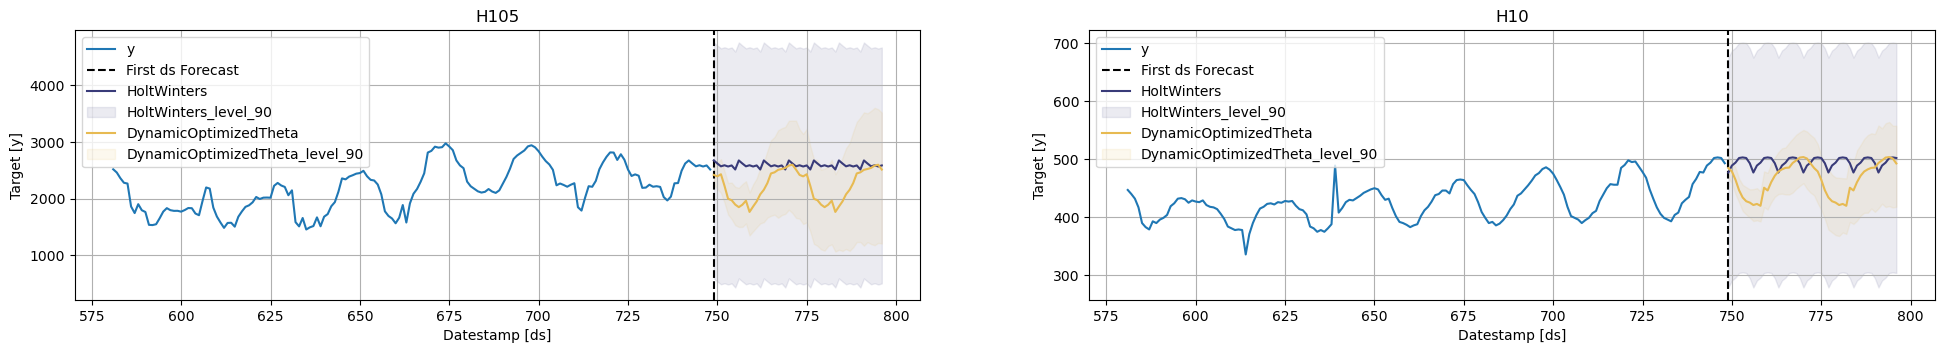 H105
y
First ds Forecast
HoltWinters
HoltWinters_level_90
DynamicOptimizedTheta
DynamicOptimizedTheta_level_90
Target [y]
4000
3000
2000
1000
575 600 625 650 675 700 725 750 775 800
Datestamp [ds]
H10
y
First ds Forecast
HoltWinters
HoltWinters_level_90
DynamicOptimizedTheta
DynamicOptimizedTheta_level_90
Target [y]
700
600
500
400
300
575 600 625 650 675 700 725 750 775 800
Datestamp [ds]